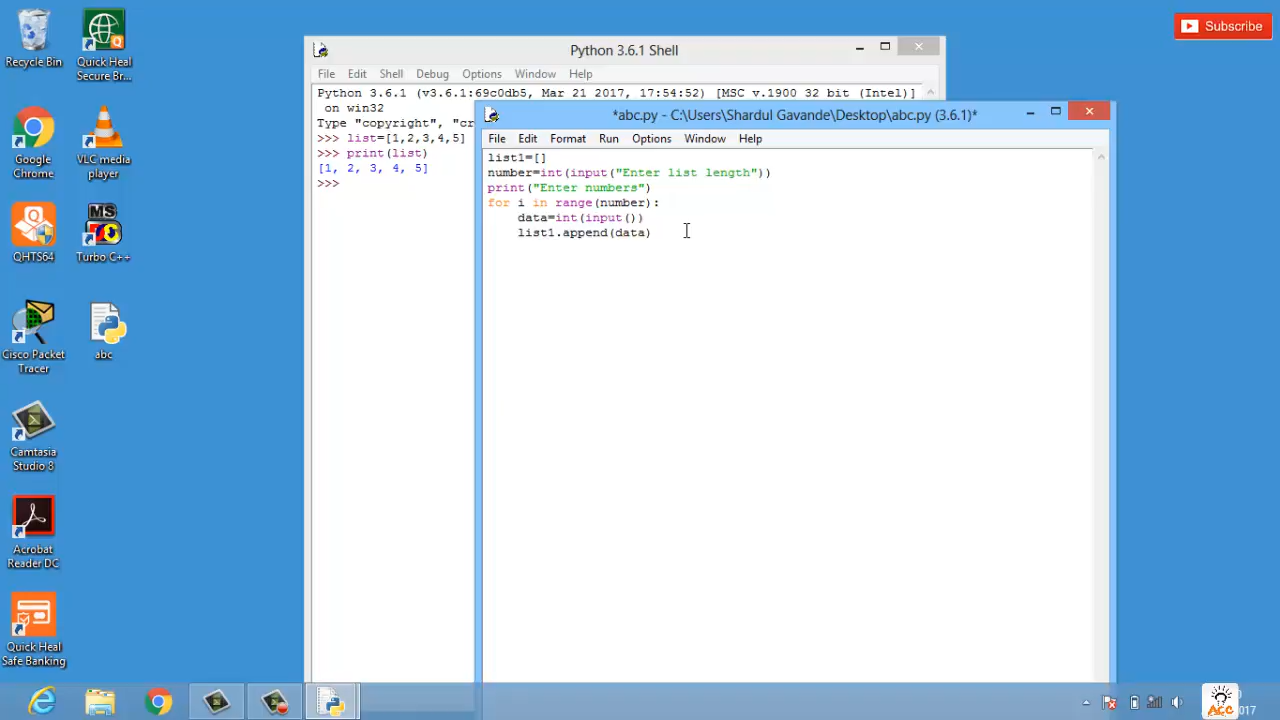 Subscribe
Recycle Bin
Quick Heal
Secure Br...
Google
Chrome
VLC media
player
QHTS64
MS
Turbo C++
Cisco Packet
Tracer
abc
Camtasia
Studio 8
Acrobat
Reader DC
Quick Heal
Safe Banking
Python 3.6.1 Shell
File Edit Shell Debug Options Window Help
Python 3.6.1 (v3.6.1:69c0db5, Mar 21 2017, 17:54:52) [MSC v.1900 32 bit (Intel)]
on win32
Type "copyright", "cr
>>> list=[1,2,3,4,5]
>>> print(list)
[1, 2, 3, 4, 5]
>>>
*abc.py - C:\Users\Shardul Gavande\Desktop\abc.py (3.6.1)*
File Edit Format Run Options Window Help
list1=[]
number=int(input("Enter list length"))
print("Enter numbers")
for i in range(number):
    data=int(input())
    list1.append(data)
ACC